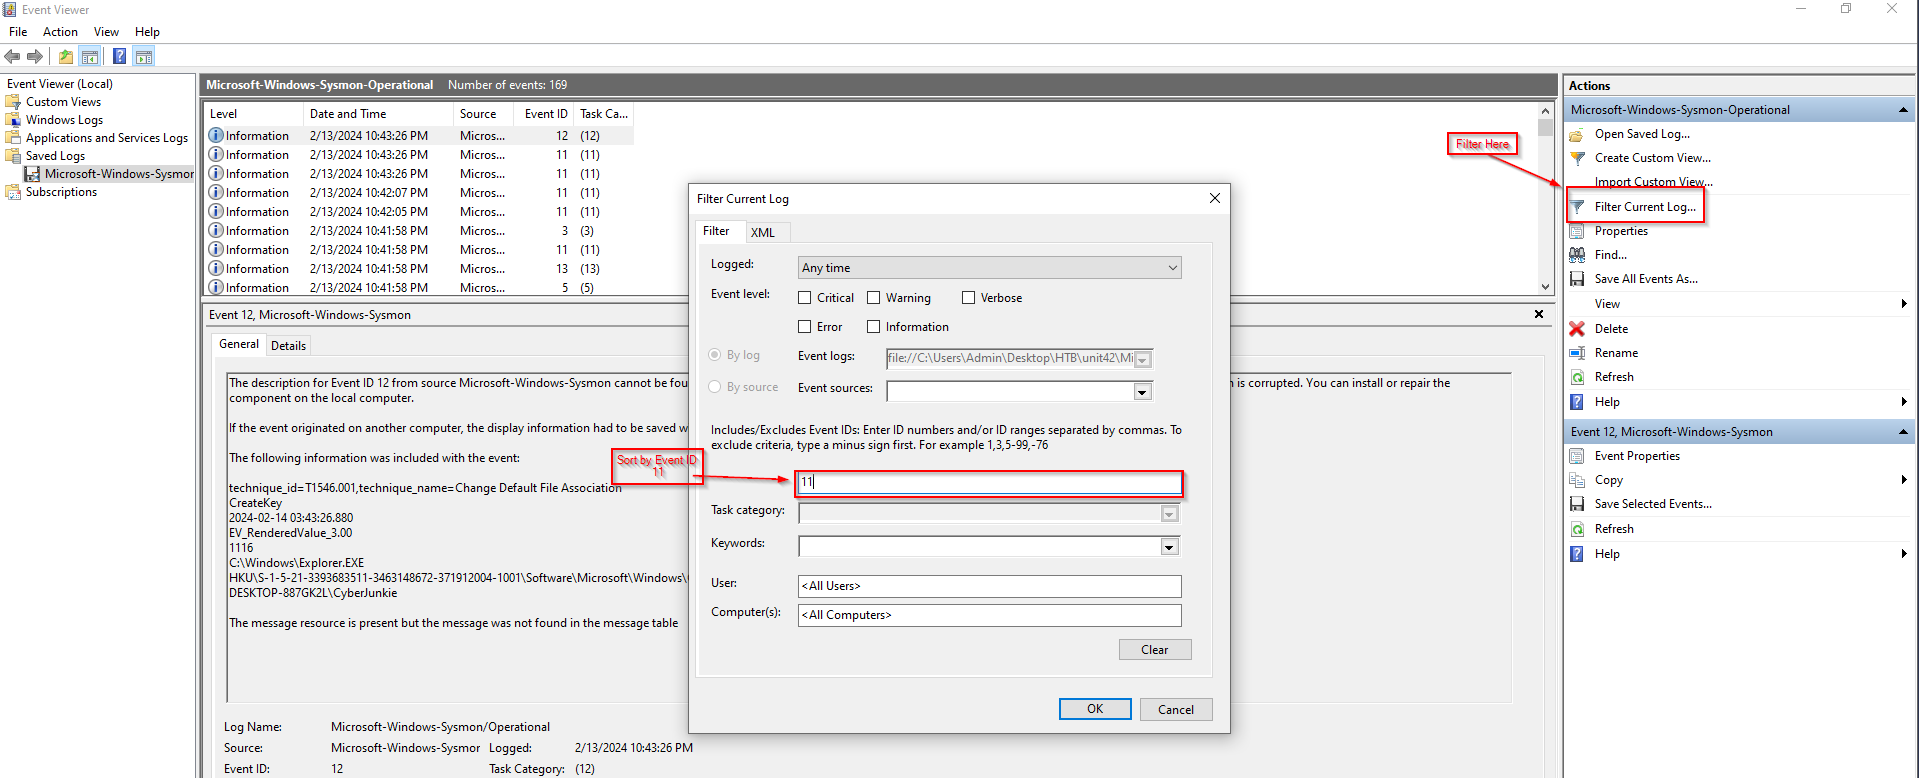 Event Viewer
File Action View Help
Event Viewer (Local)
Custom Views
Windows Logs
Applications and Services Logs
Saved Logs
Microsoft-Windows-Sysmor
Subscriptions
Microsoft-Windows-Sysmon-Operational Number of events: 169
Level Date and Time Source Event ID Task Ca...
Information 2/13/2024 10:43:26 PM Micros... 12 (12)
Information 2/13/2024 10:43:26 PM Micros... 11 (11)
Information 2/13/2024 10:43:26 PM Micros... 11 (11)
Information 2/13/2024 10:42:07 PM Micros... 11 (11)
Information 2/13/2024 10:42:05 PM Micros... 11 (11)
Information 2/13/2024 10:41:58 PM Micros... 3 (3)
Information 2/13/2024 10:41:58 PM Micros... 11 (11)
Information 2/13/2024 10:41:58 PM Micros... 13 (13)
Information 2/13/2024 10:41:58 PM Micros... 5 (5)
Event 12, Microsoft-Windows-Sysmon
General Details
The description for Event ID 12 from source Microsoft-Windows-Sysmon cannot be fou
is corrupted. You can install or repair the
component on the local computer.
If the event originated on another computer, the display information had to be saved w
The following information was included with the event:
technique_id=T1546.001,technique_name=Change Default File Association
CreateKey
2024-02-14 03:43:26.880
EV_RenderedValue_3.00
1116
C:\Windows\Explorer.EXE
HKU\S-1-5-21-3393683511-3463148672-371912004-1001\Software\Microsoft\Windows\
DESKTOP-887GK2L\CyberJunkie
The message resource is present but the message was not found in the message table
Log Name: Microsoft-Windows-Sysmon/Operational
Source: Microsoft-Windows-Sysmor Logged: 2/13/2024 10:43:26 PM
Event ID: 12 Task Category: (12)
Filter Current Log
Filter XML
Logged: Any time
Event level: Critical Warning Verbose
Error Information
By log Event logs: file://C:\Users\Admin\Desktop\HTB\unit42\Mi
By source Event sources:
Includes/Excludes Event IDs: Enter ID numbers and/or ID ranges separated by commas. To
exclude criteria, type a minus sign first. For example 1,3,5-99,-76
Sort by Event ID
11
11
Task category:
Keywords:
User: <All Users>
Computer(s): <All Computers>
Clear
OK Cancel
Filter Here
Actions
Microsoft-Windows-Sysmon-Operational
Open Saved Log...
Create Custom View...
Import Custom View...
Filter Current Log...
Properties
Find...
Save All Events As...
View
Delete
Rename
Refresh
Help
Event 12, Microsoft-Windows-Sysmon
Event Properties
Copy
Save Selected Events...
Refresh
Help